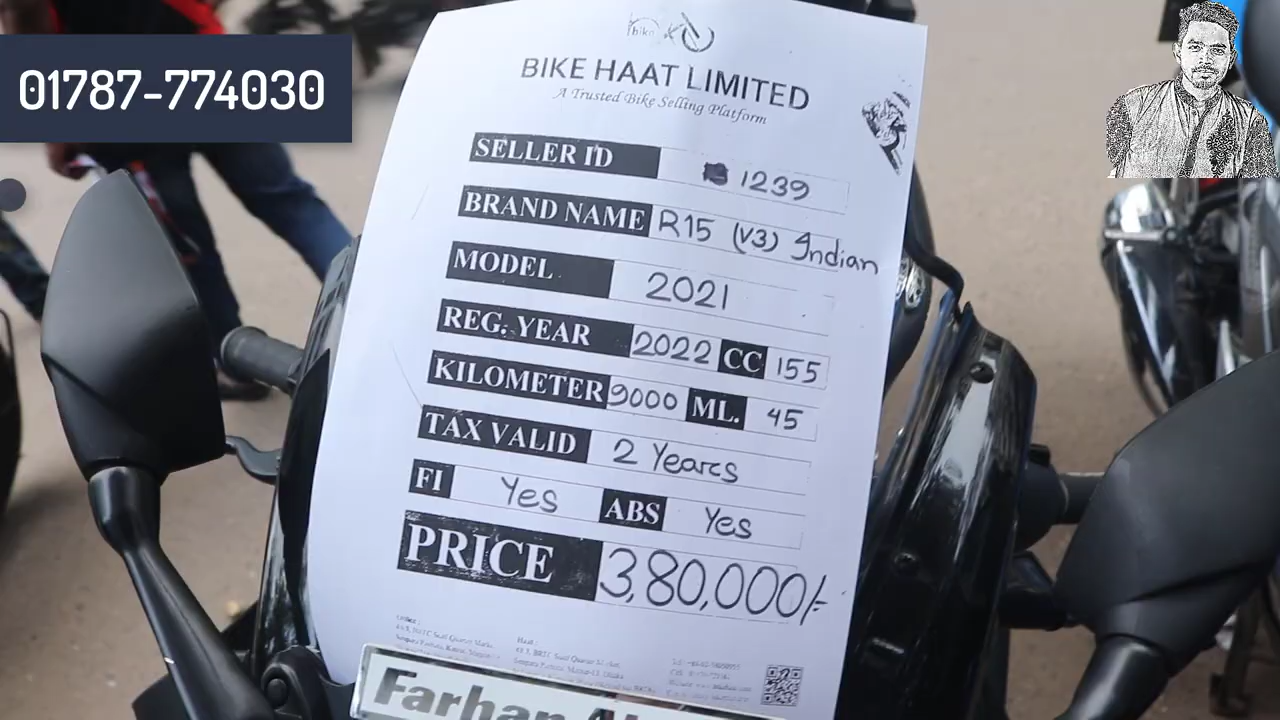 01787-774030
bike
BIKE HAAT LIMITED
A Trusted Bike Selling Platform
SELLER ID 1239
BRAND NAME R15 (V3) Indian
MODEL 2021
REG. YEAR 2022 CC 155
KILOMETER 9000 ML. 45
TAX VALID 2 Years
FI Yes ABS Yes
PRICE 3,80,000/-
Farhan